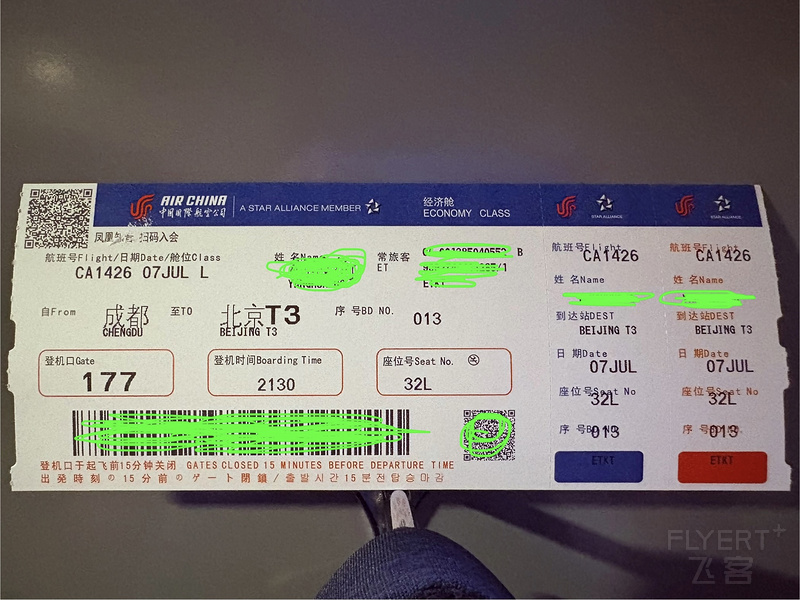 AIR CHINA
中国国际航空公司
A STAR ALLIANCE MEMBER
经济舱
ECONOMY CLASS
STAR ALLIANCE
STAR ALLIANCE
扫码入会
航班号Flight/日期Date/舱位Class
CA1426 07JUL L
姓 名Name
常旅客
ET
B
自From
成都
CHENGDU
至TO
北京T3
BEIJING T3
序 号BD NO.
013
登机口Gate
177
登机时间Boarding Time
2130
座位号Seat No.
32L
登机口于起飞前15分钟关闭 GATES CLOSED 15 MINUTES BEFORE DEPARTURE TIME
出発時刻の15分前のゲート閉鎖/출발시간15분전탑승마감
航班号Flight
CA1426
姓 名Name
到达站DEST
BEIJING T3
日 期Date
07JUL
座位号Seat No
32L
序 号BD NO.
013
ETKT
航班号Flight
CA1426
姓 名Name
到达站DEST
BEIJING T3
日 期Date
07JUL
座位号Seat No
32L
序 号BD NO.
013
ETKT
FLYERT+
飞客